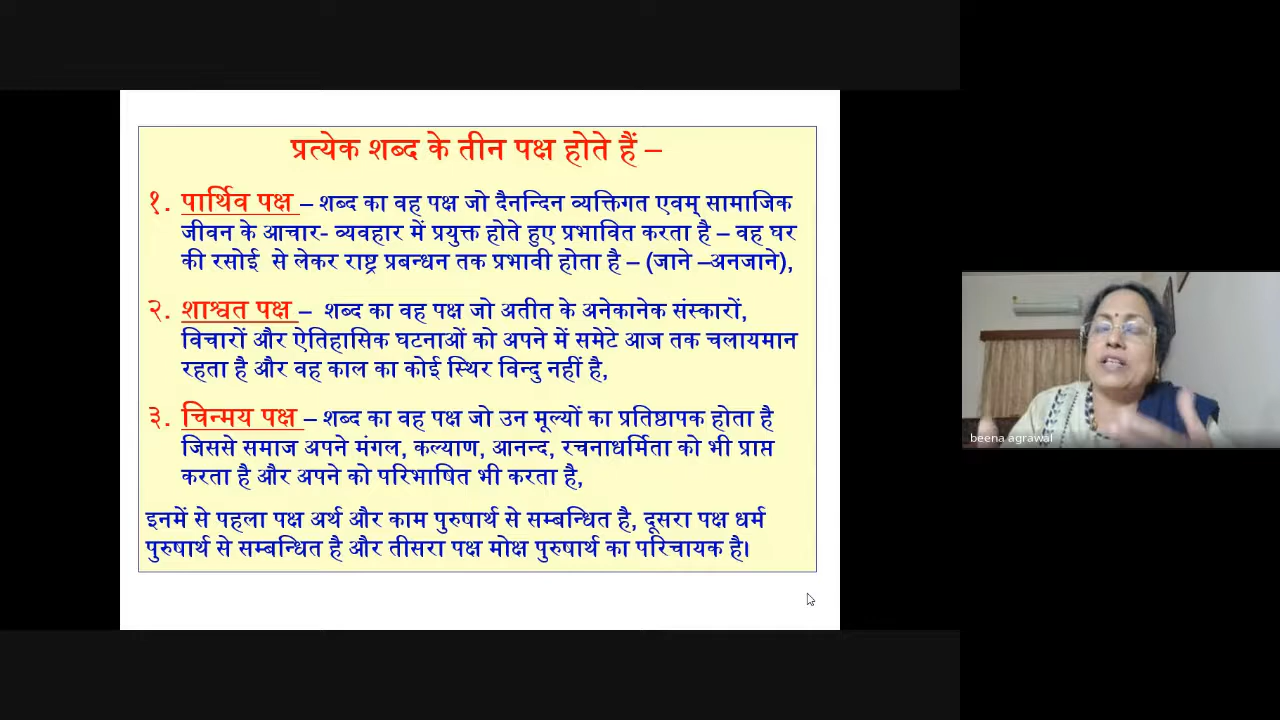 प्रत्येक शब्द के तीन पक्ष होते हैं –
१. पार्थिव पक्ष – शब्द का वह पक्ष जो दैनन्दिन व्यक्तिगत एवम् सामाजिक
जीवन के आचार- व्यवहार में प्रयुक्त होते हुए प्रभावित करता है – वह घर
की रसोई से लेकर राष्ट्र प्रबन्धन तक प्रभावी होता है – (जाने –अनजाने),
२. शाश्वत पक्ष – शब्द का वह पक्ष जो अतीत के अनेकानेक संस्कारों,
विचारों और ऐतिहासिक घटनाओं को अपने में समेटे आज तक चलायमान
रहता है और वह काल का कोई स्थिर विन्दु नहीं है,
३. चिन्मय पक्ष – शब्द का वह पक्ष जो उन मूल्यों का प्रतिष्ठापक होता है
जिससे समाज अपने मंगल, कल्याण, आनन्द, रचनाधर्मिता को भी प्राप्त
करता है और अपने को परिभाषित भी करता है,
इनमें से पहला पक्ष अर्थ और काम पुरुषार्थ से सम्बन्धित है, दूसरा पक्ष धर्म
पुरुषार्थ से सम्बन्धित है और तीसरा पक्ष मोक्ष पुरुषार्थ का परिचायक है।
beena agrawal